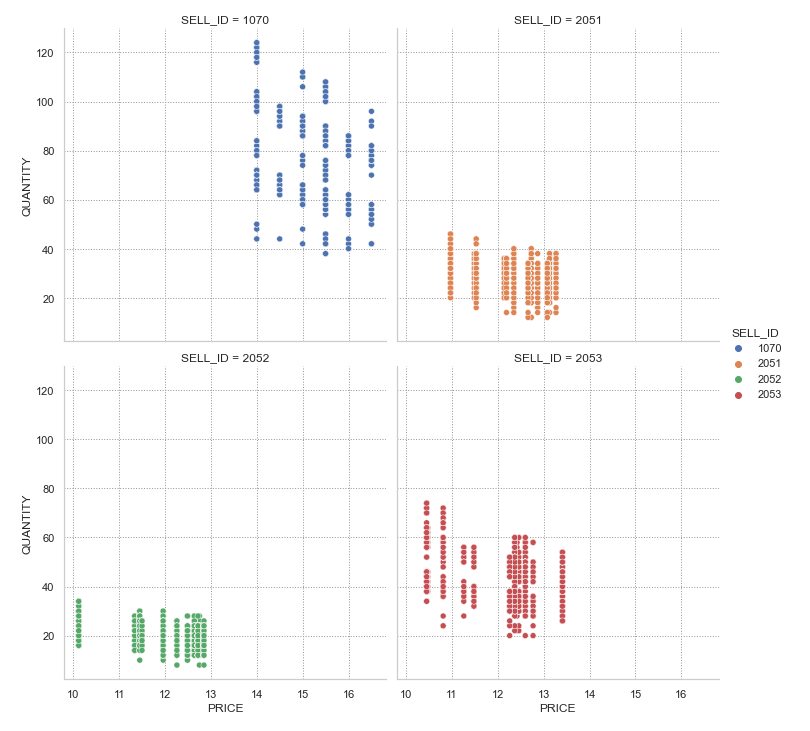 SELL_ID = 1070
SELL_ID = 2051
120
100
80
60
40
20
QUANTITY
SELL_ID = 2052
SELL_ID = 2053
120
100
80
60
40
20
QUANTITY
10 11 12 13 14 15 16
PRICE
10 11 12 13 14 15 16
PRICE
SELL_ID
1070
2051
2052
2053